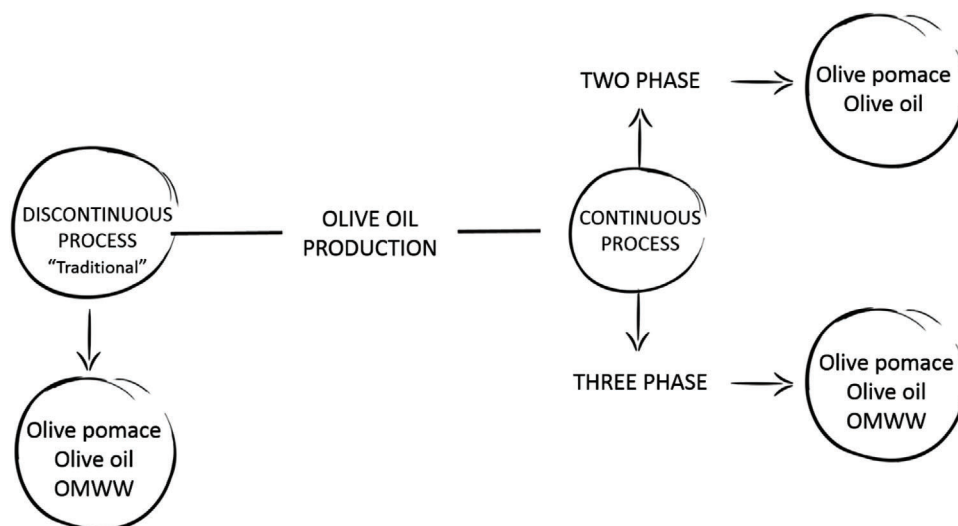 TWO PHASE
Olive pomace
Olive oil
DISCONTINUOUS
PROCESS
“Traditional”
OLIVE OIL
PRODUCTION
CONTINUOUS
PROCESS
THREE PHASE
Olive pomace
Olive oil
OMWW
Olive pomace
Olive oil
OMWW